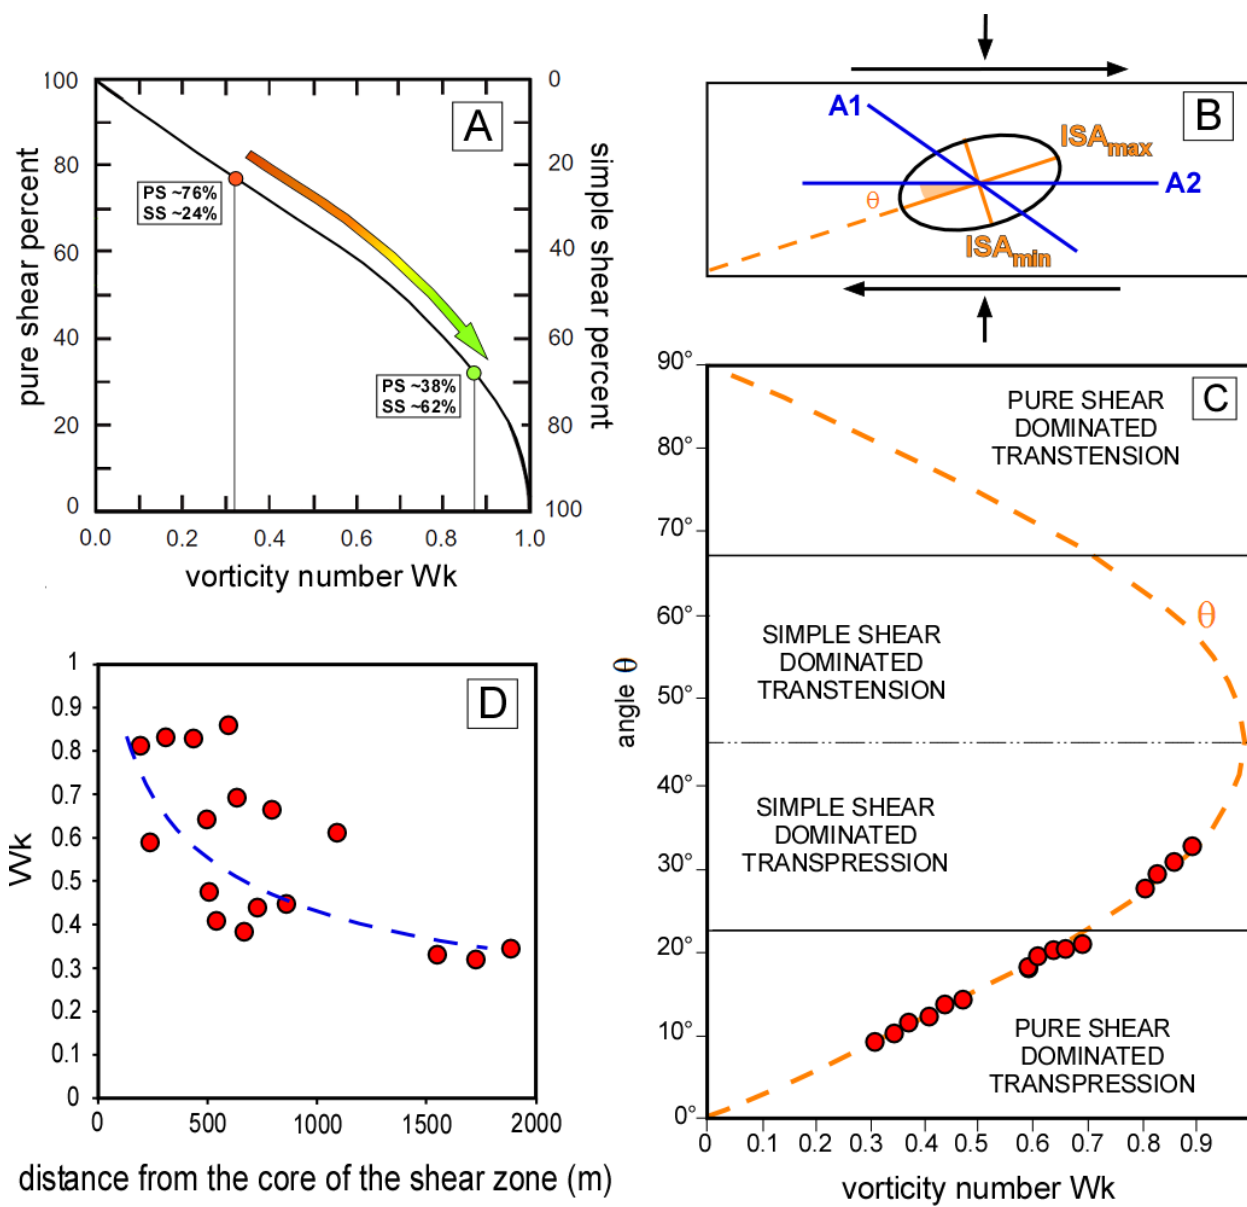 A
100
80
60
40
20
0
pure shear percent
0
20
40
60
80
100
simple shear percent
PS ~76%
SS ~24%
PS ~38%
SS ~62%
0.0 0.2 0.4 0.6 0.8 1.0
vorticity number Wk
B
A1
ISAmax
A2
θ
ISAmin
C
90°
80°
70°
60°
50°
40°
30°
20°
10°
0°
angle θ
PURE SHEAR
DOMINATED
TRANSTENSION
θ
SIMPLE SHEAR
DOMINATED
TRANSTENSION
SIMPLE SHEAR
DOMINATED
TRANSPRESSION
PURE SHEAR
DOMINATED
TRANSPRESSION
0 0.1 0.2 0.3 0.4 0.5 0.6 0.7 0.8 0.9
vorticity number Wk
D
1
0.9
0.8
0.7
0.6
0.5
0.4
0.3
0.2
0.1
0
Wk
0 500 1000 1500 2000
distance from the core of the shear zone (m)